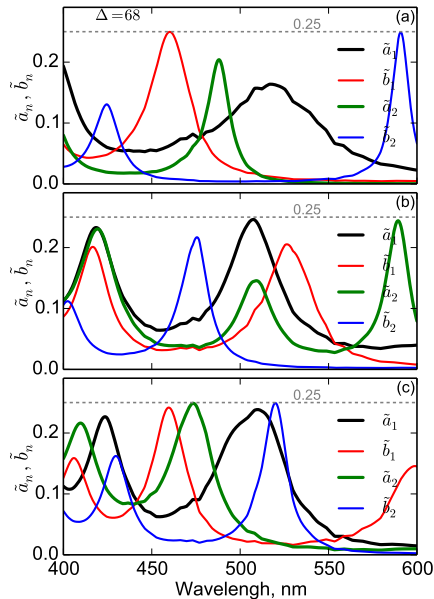 Δ=68
0.25
(a)
ã₁
b̃₁
ã₂
b̃₂
0.2
0.1
0.0
ãₙ, b̃ₙ
0.25
(b)
ã₁
b̃₁
ã₂
b̃₂
0.2
0.1
0.0
ãₙ, b̃ₙ
0.25
(c)
ã₁
b̃₁
ã₂
b̃₂
0.2
0.1
0.0
ãₙ, b̃ₙ
400 450 500 550 600
Wavelengh, nm